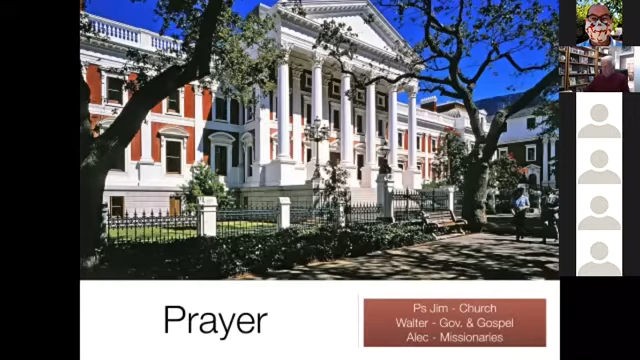 Prayer
Ps Jim - Church
Walter - Gov. & Gospel
Alec - Missionaries